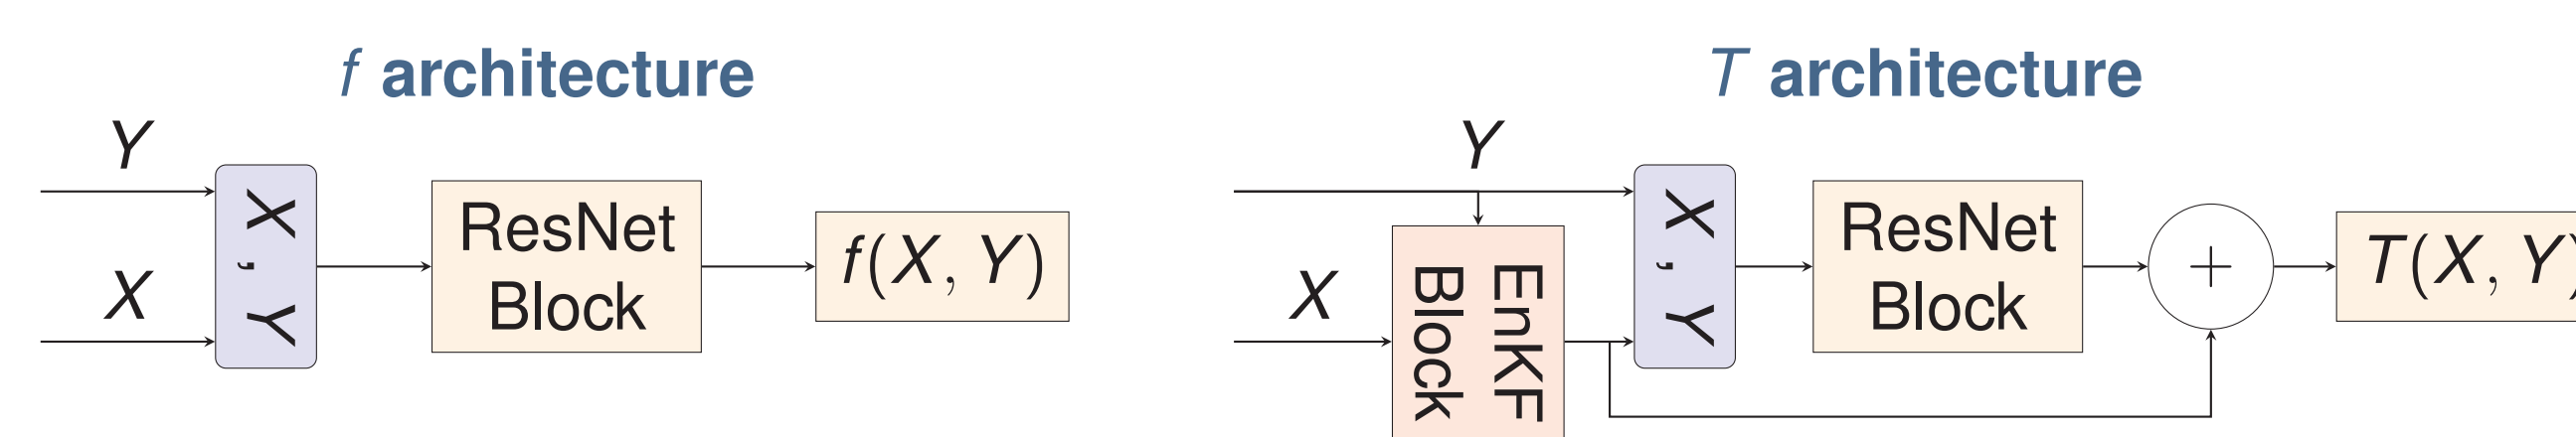 f architecture
Y
X
X, Y
ResNet
Block
f(X, Y)
T architecture
Y
X
EnKF
Block
X, Y
ResNet
Block
+
T(X, Y)